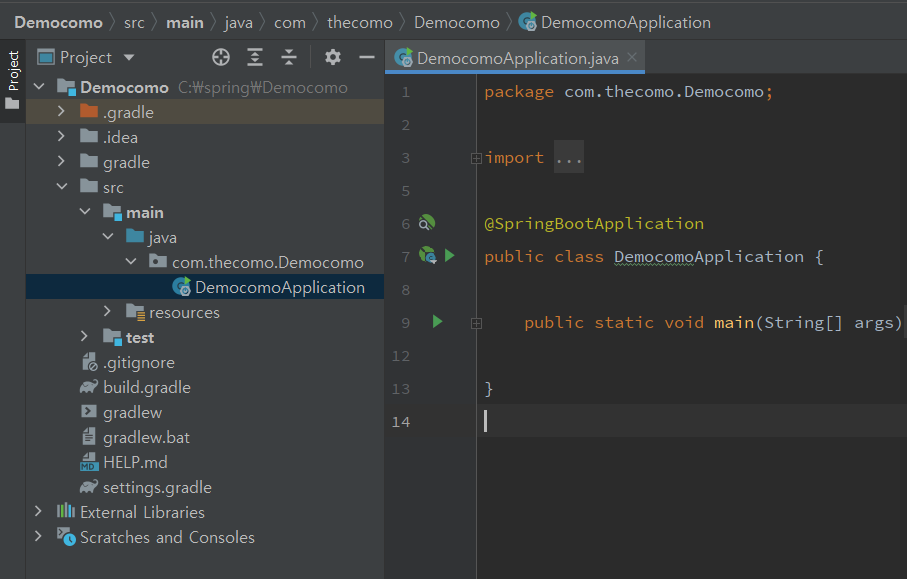 Democomo src main java com thecomo Democomo DemocomoApplication
Project
Project
Democomo C:₩spring₩Democomo
.gradle
.idea
gradle
src
main
java
com.thecomo.Democomo
DemocomoApplication
resources
test
.gitignore
build.gradle
gradlew
gradlew.bat
MD HELP.md
settings.gradle
External Libraries
Scratches and Consoles
DemocomoApplication.java
1 package com.thecomo.Democomo;
2
3 import ...
5
6 @SpringBootApplication
7 public class DemocomoApplication {
8
9 public static void main(String[] args)
12
13 }
14